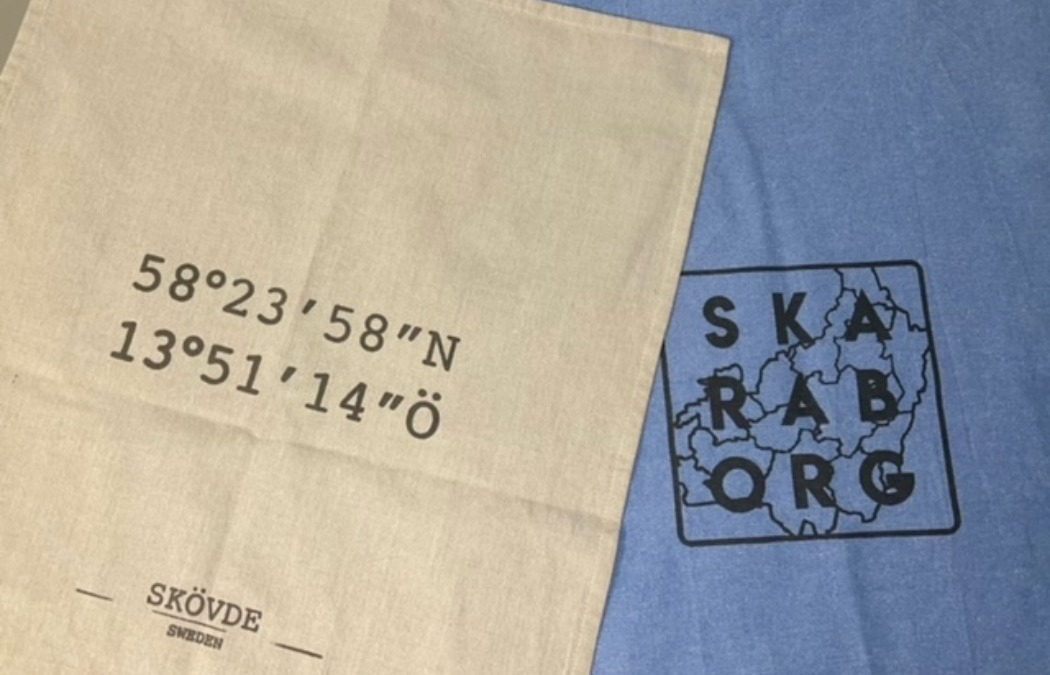 58°23′58″N
13°51′14″Ö
SKÖVDE
SWEDEN
SKA
RAB
ORG